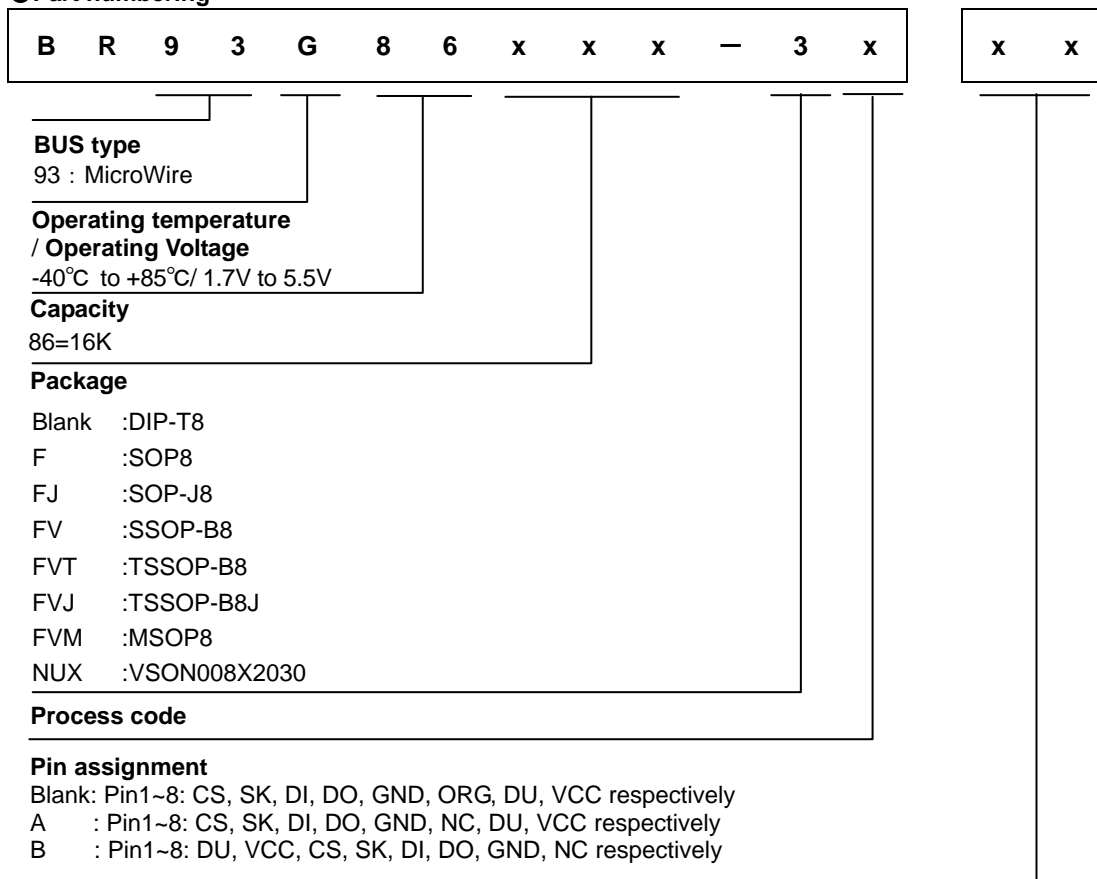 ●Part numbering
B R 9 3 G 8 6 x x x － 3 x x x
BUS type
93：MicroWire
Operating temperature
/ Operating Voltage
-40℃ to +85℃/ 1.7V to 5.5V
Capacity
86=16K
Package
Blank :DIP-T8
F :SOP8
FJ :SOP-J8
FV :SSOP-B8
FVT :TSSOP-B8
FVJ :TSSOP-B8J
FVM :MSOP8
NUX :VSON008X2030
Process code
Pin assignment
Blank: Pin1~8: CS, SK, DI, DO, GND, ORG, DU, VCC respectively
A : Pin1~8: CS, SK, DI, DO, GND, NC, DU, VCC respectively
B : Pin1~8: DU, VCC, CS, SK, DI, DO, GND, NC respectively